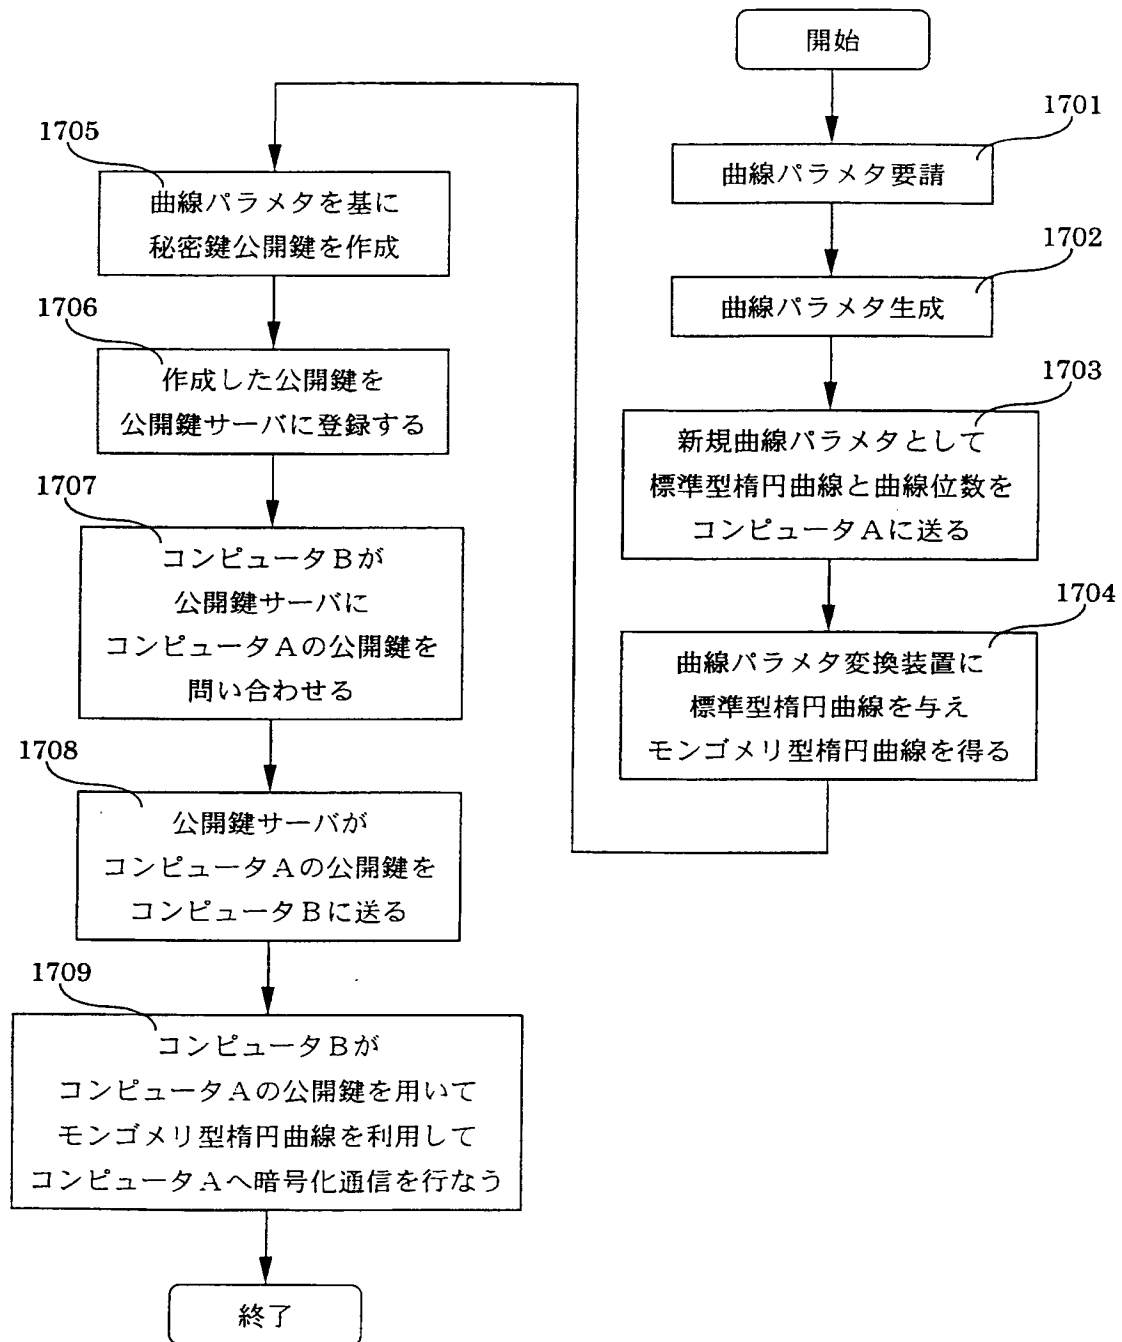 開始
1701
曲線パラメタ要請
1702
曲線パラメタ生成
1703
新規曲線パラメタとして
標準型楕円曲線と曲線位数を
コンピュータAに送る
1704
曲線パラメタ変換装置に
標準型楕円曲線を与え
モンゴメリ型楕円曲線を得る
1705
曲線パラメタを基に
秘密鍵公開鍵を作成
1706
作成した公開鍵を
公開鍵サーバに登録する
1707
コンピュータBが
公開鍵サーバに
コンピュータAの公開鍵を
問い合わせる
1708
公開鍵サーバが
コンピュータAの公開鍵を
コンピュータBに送る
1709
コンピュータBが
コンピュータAの公開鍵を用いて
モンゴメリ型楕円曲線を利用して
コンピュータAへ暗号化通信を行なう
終了